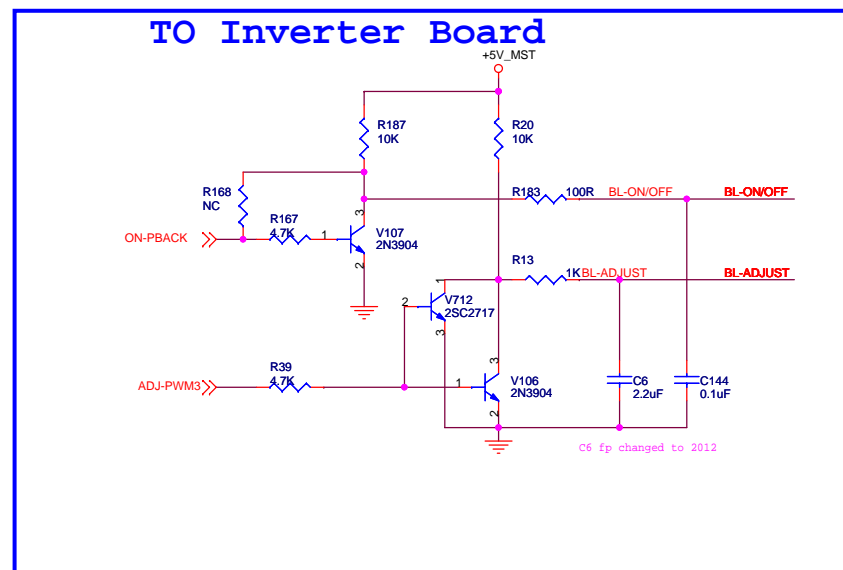 TO Inverter Board
+5V_MST
R187
10K
R20
10K
R168
NC
R183
100R
BL-ON/OFF
BL-ON/OFF
R167
4.7K
3
1
2
V107
2N3904
ON-PBACK
R13
1K
BL-ADJUST
BL-ADJUST
1
2
3
V712
2SC2717
R39
4.7K
ADJ-PWM3
3
1
2
V106
2N3904
C6
2.2uF
C144
0.1uF
C6 fp changed to 2012